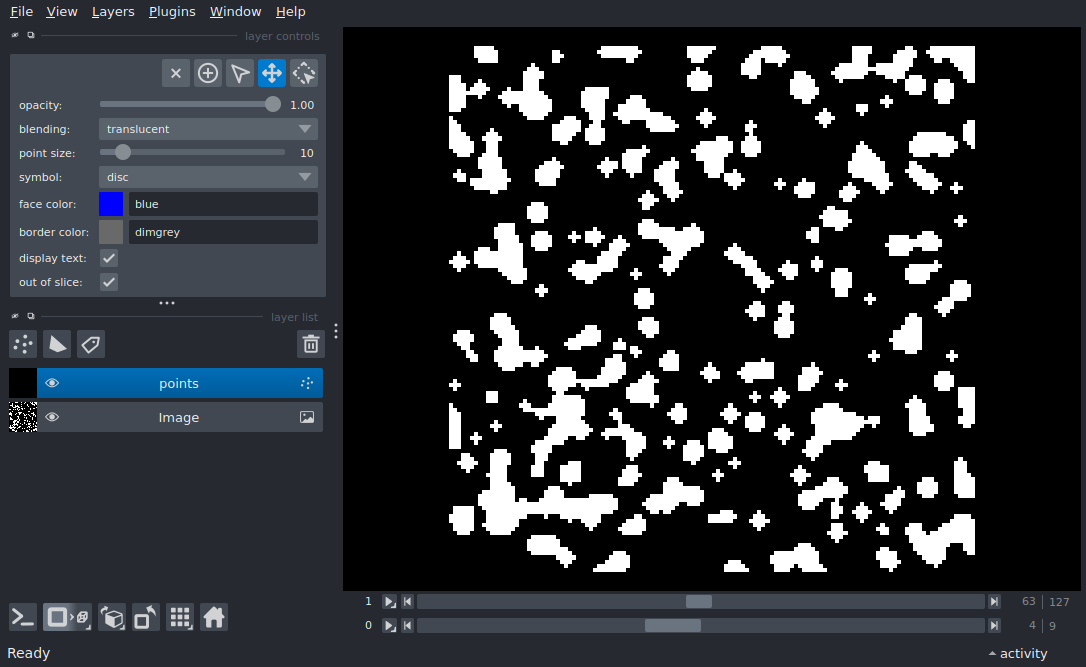 File View Layers Plugins Window Help
layer controls
opacity: 1.00
blending: translucent
point size: 10
symbol: disc
face color: blue
border color: dimgrey
display text:
out of slice:
layer list
points
Image
1 63 | 127
0 4 | 9
Ready activity